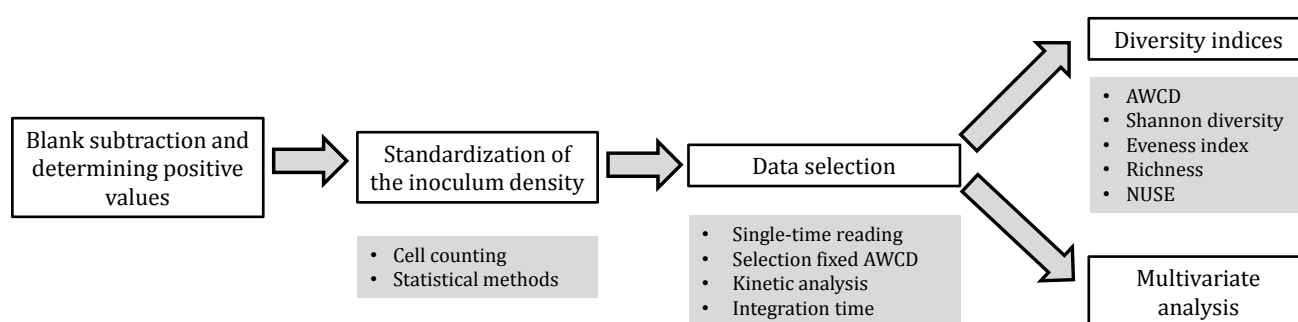 Blank subtraction and
determining positive
values
Standardization of
the inoculum density
• Cell counting
• Statistical methods
Data selection
• Single-time reading
• Selection fixed AWCD
• Kinetic analysis
• Integration time
Diversity indices
• AWCD
• Shannon diversity
• Eveness index
• Richness
• NUSE
Multivariate
analysis